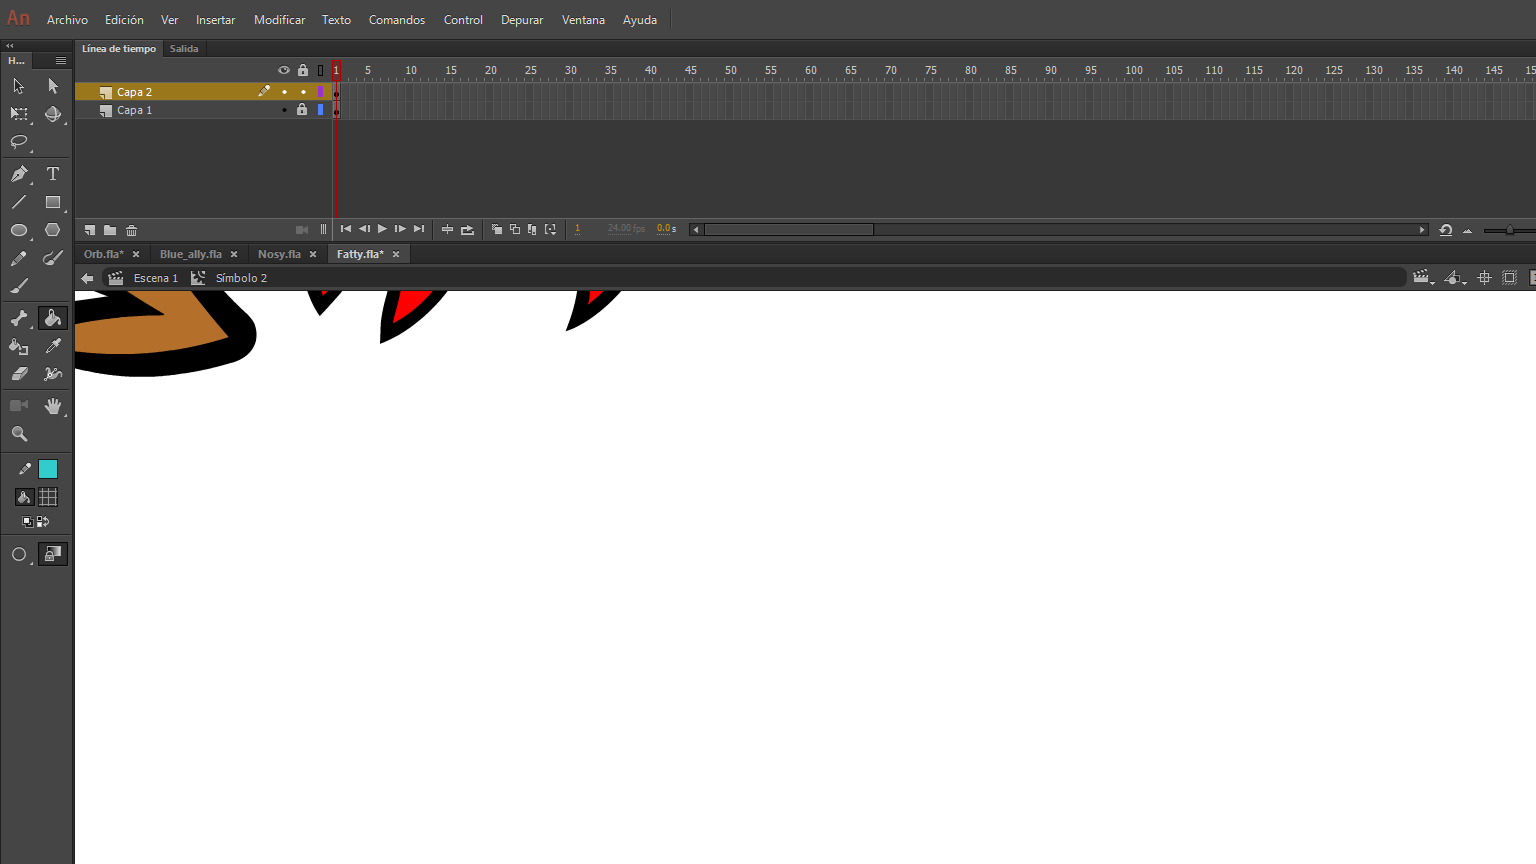 An Archivo Edición Ver Insertar Modificar Texto Comandos Control Depurar Ventana Ayuda
Línea de tiempo Salida
H...
1 5 10 15 20 25 30 35 40 45 50 55 60 65 70 75 80 85 90 95 100 105 110 115 120 125 130 135 140 145 15
Capa 2
Capa 1
1 24.00 fps 0.0 s
Orb.fla* Blue_ally.fla Nosy.fla Fatty.fla*
Escena 1 Símbolo 2